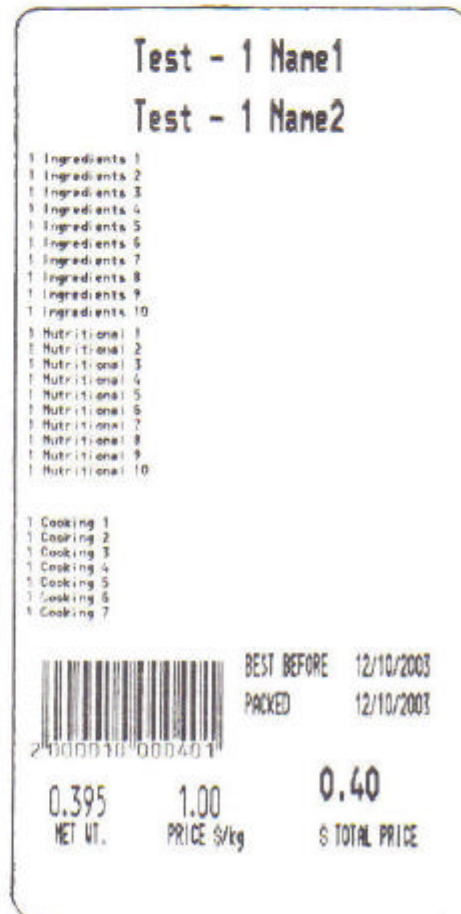 Test - 1 Name1
Test - 1 Name2
1 Ingredients 1
1 Ingredients 2
1 Ingredients 3
1 Ingredients 4
1 Ingredients 5
1 Ingredients 6
1 Ingredients 7
1 Ingredients 8
1 Ingredients 9
1 Ingredients 10
1 Nutritional 1
1 Nutritional 2
1 Nutritional 3
1 Nutritional 4
1 Nutritional 5
1 Nutritional 6
1 Nutritional 7
1 Nutritional 8
1 Nutritional 9
1 Nutritional 10
1 Cooking 1
1 Cooking 2
1 Cooking 3
1 Cooking 4
1 Cooking 5
1 Cooking 6
1 Cooking 7
BEST BEFORE 12/10/2003
PACKED 12/10/2003
2 000010 000401
0.395 1.00 0.40
NET WT. PRICE $/kg $ TOTAL PRICE